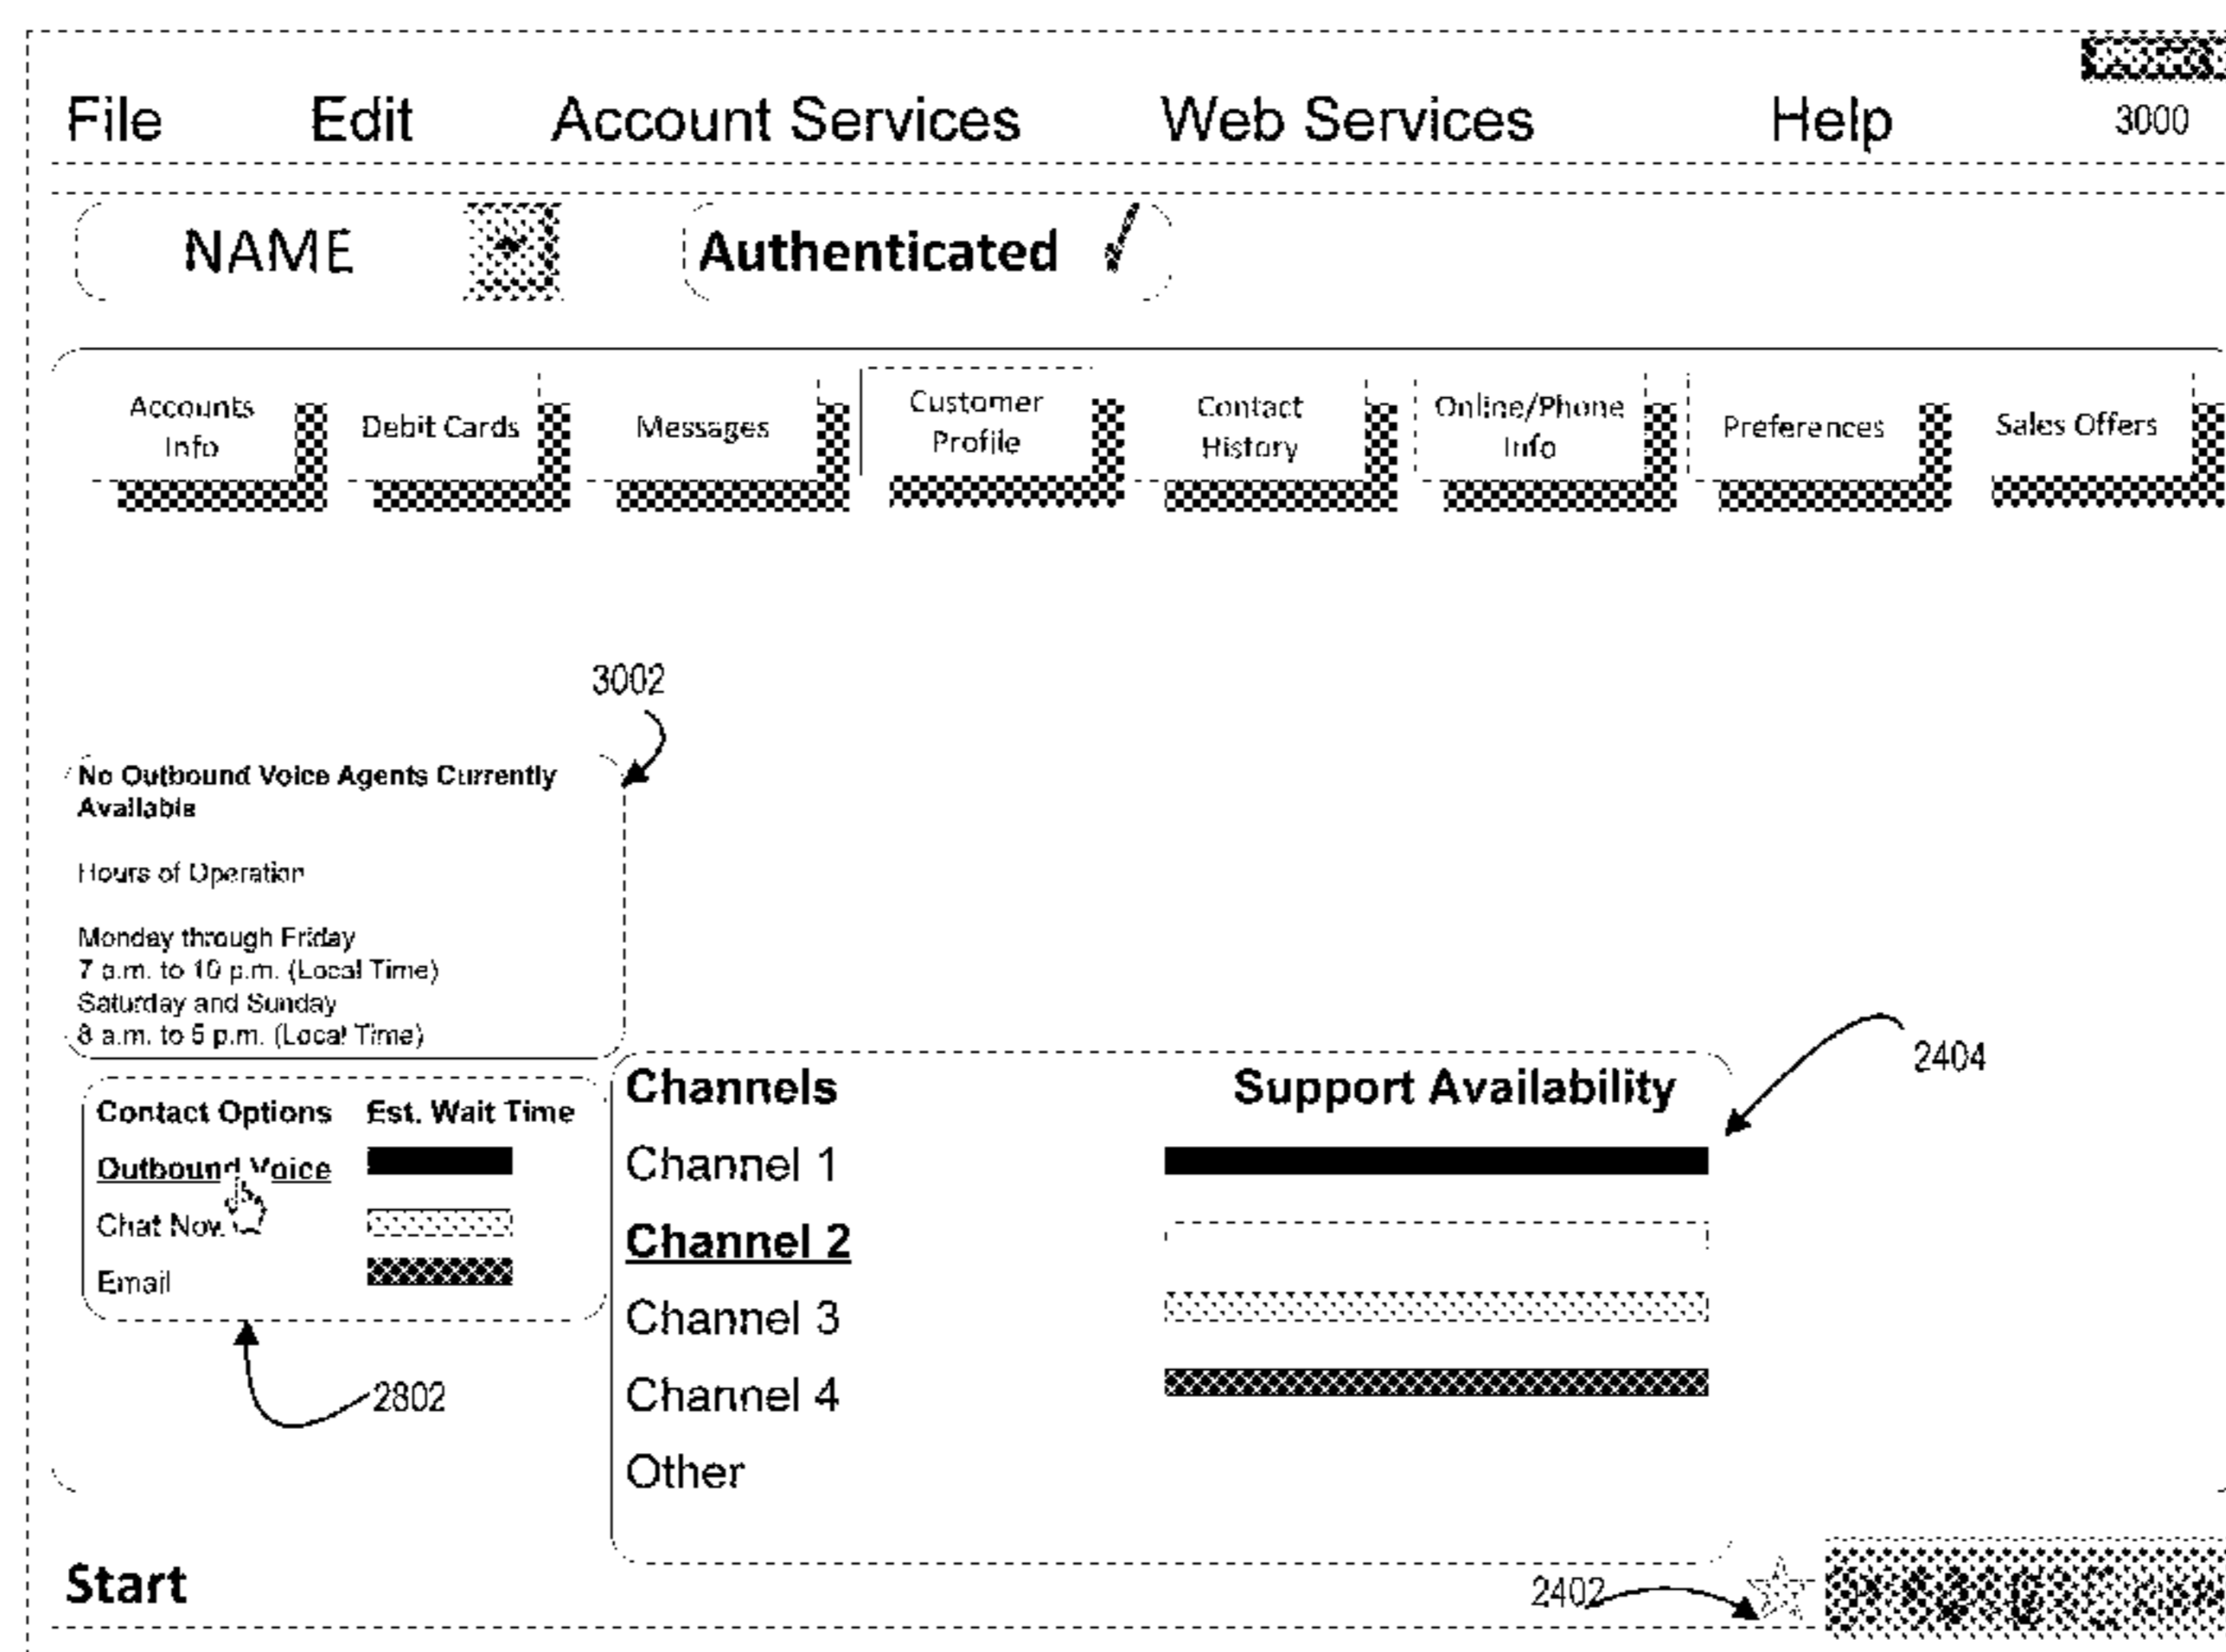 File Edit Account Services Web Services Help 3000
NAME Authenticated
Accounts Info Debit Cards Messages Customer Profile Contact History Online/Phone Info Preferences Sales Offers
3002
No Outbound Voice Agents Currently
Available
Hours of Operation
Monday through Friday
7 a.m. to 10 p.m. (Local Time)
Saturday and Sunday
8 a.m. to 5 p.m. (Local Time)
2404
Contact Options Est. Wait Time
Outbound Voice
Chat Now
Email
2802
Channels Support Availability
Channel 1
Channel 2
Channel 3
Channel 4
Other
Start
2402